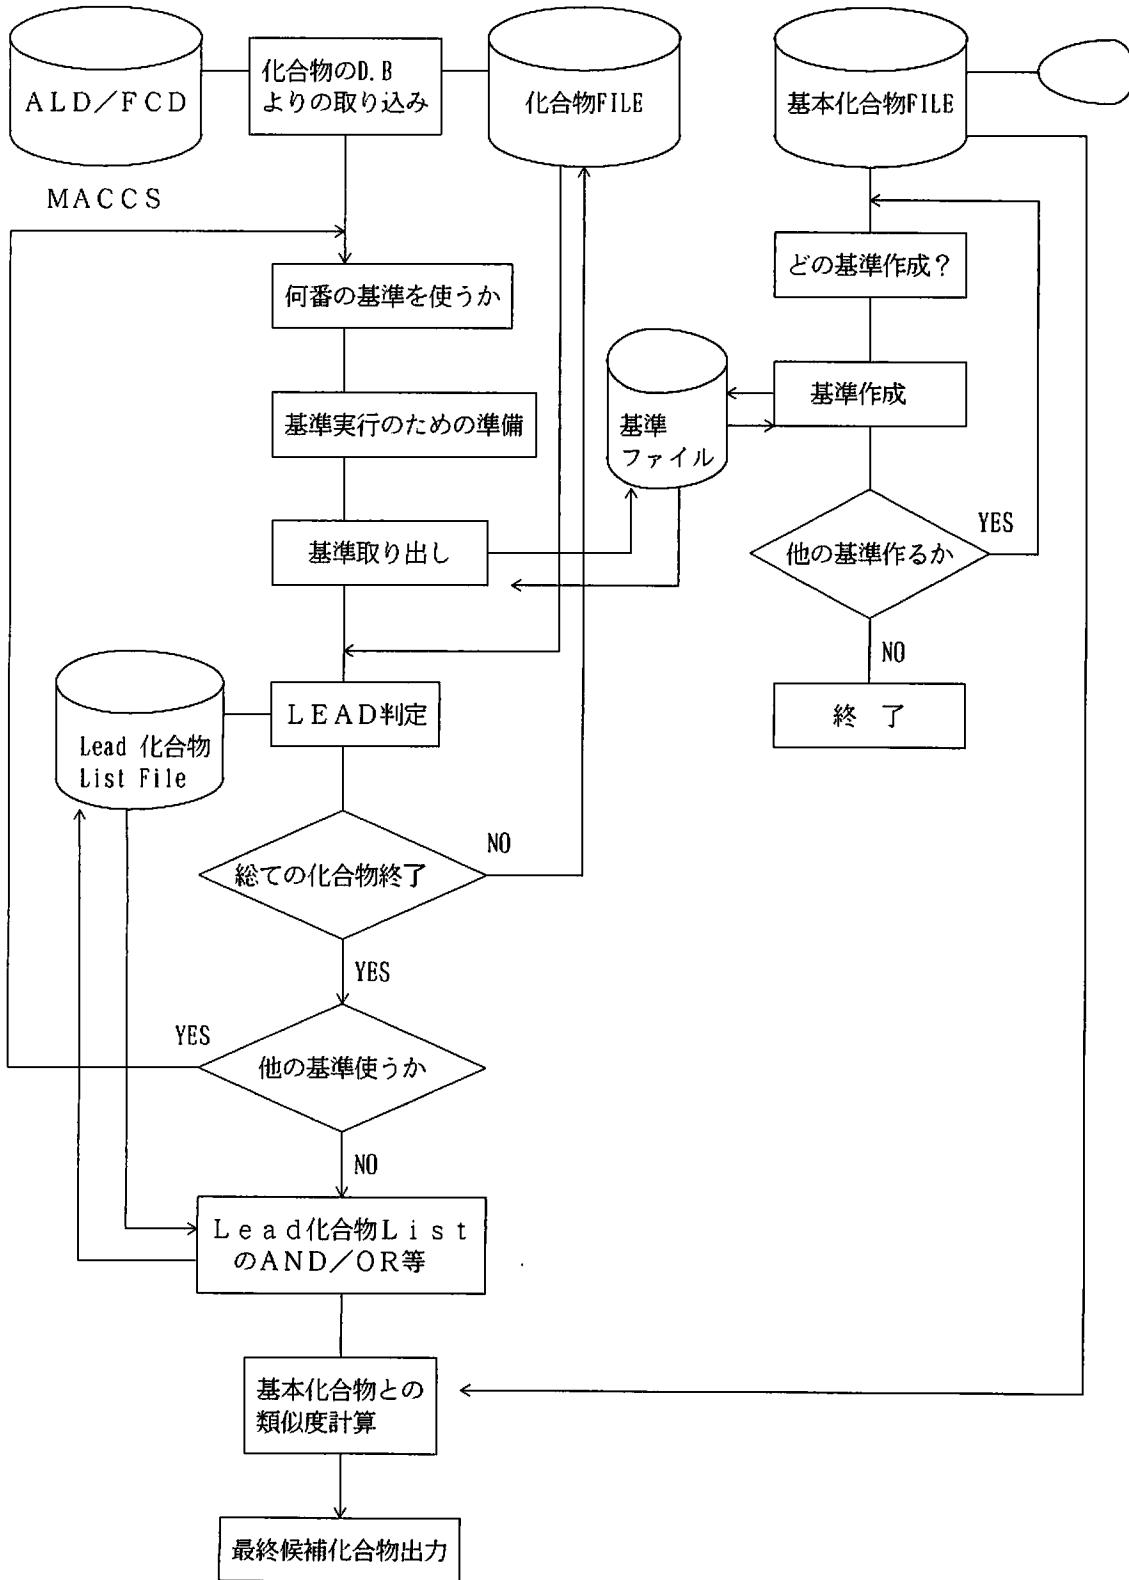 ALD/FCD
化合物のD.B
よりの取り込み
化合物FILE
基本化合物FILE
MACCS
何番の基準を使うか
基準実行のための準備
基準取り出し
どの基準作成?
基準作成
基準
ファイル
他の基準作るか
YES
NO
終 了
LEAD判定
Lead 化合物
List File
総ての化合物終了
NO
YES
他の基準使うか
YES
NO
Lead化合物List
のAND/OR等
基本化合物との
類似度計算
最終候補化合物出力